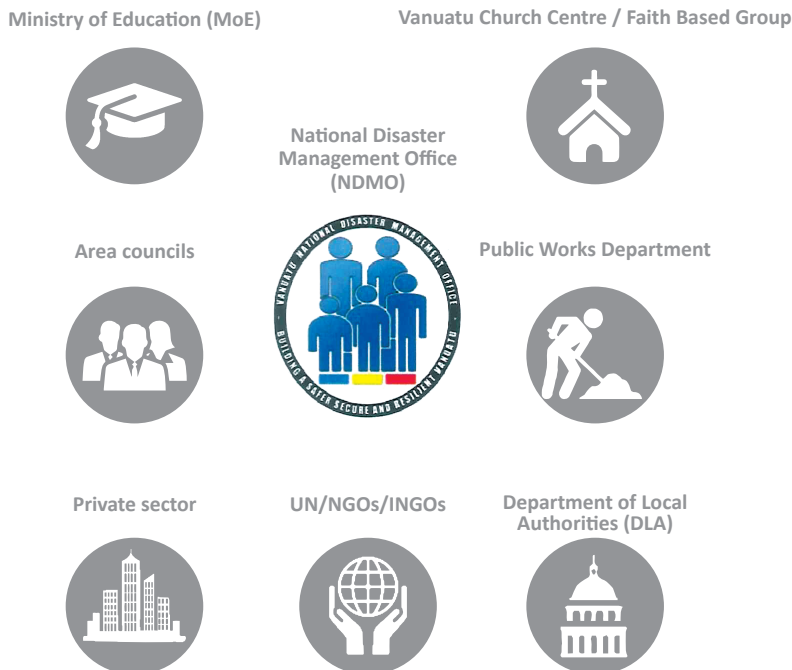 Ministry of Education (MoE)
Vanuatu Church Centre / Faith Based Group
National Disaster
Management Office
(NDMO)
VANUATU NATIONAL DISASTER MANAGEMENT OFFICE
BUILDING A SAFER SECURE AND RESILIENT VANUATU
Area councils
Public Works Department
Private sector
UN/NGOs/INGOs
Department of Local
Authorities (DLA)